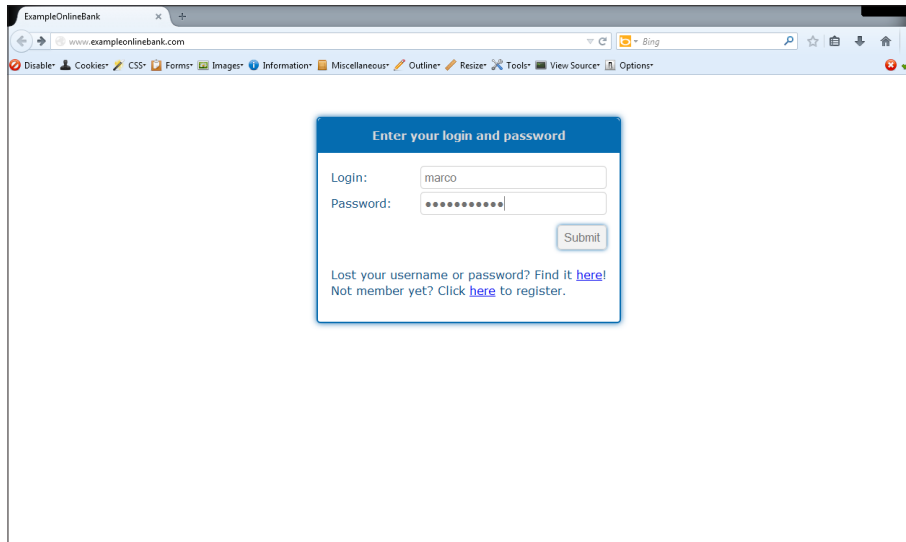 ExampleOnlineBank
www.exampleonlinebank.com
Bing
Disable Cookies CSS Forms Images Information Miscellaneous Outline Resize Tools View Source Options
Enter your login and password
Login: marco
Password: ●●●●●●●●●●●
Submit
Lost your username or password? Find it here!
Not member yet? Click here to register.